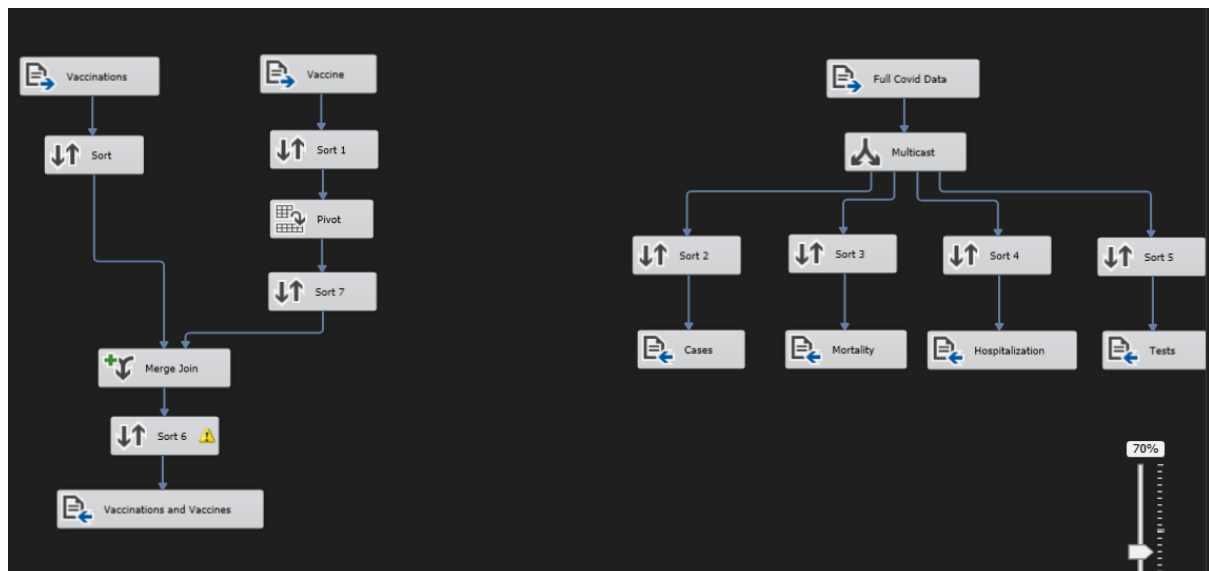 Vaccinations
Vaccine
Full Covid Data
Sort
Sort 1
Multicast
Pivot
Sort 2
Sort 3
Sort 4
Sort 5
Sort 7
Cases
Mortality
Hospitalization
Tests
Merge Join
Sort 6
70%
Vaccinations and Vaccines